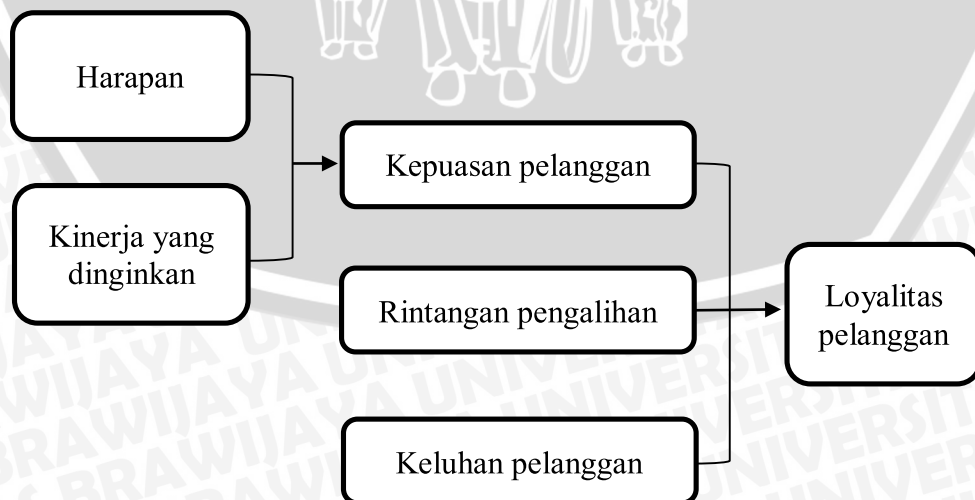 Harapan
Kinerja yang
dinginkan
Kepuasan pelanggan
Rintangan pengalihan
Keluhan pelanggan
Loyalitas
pelanggan